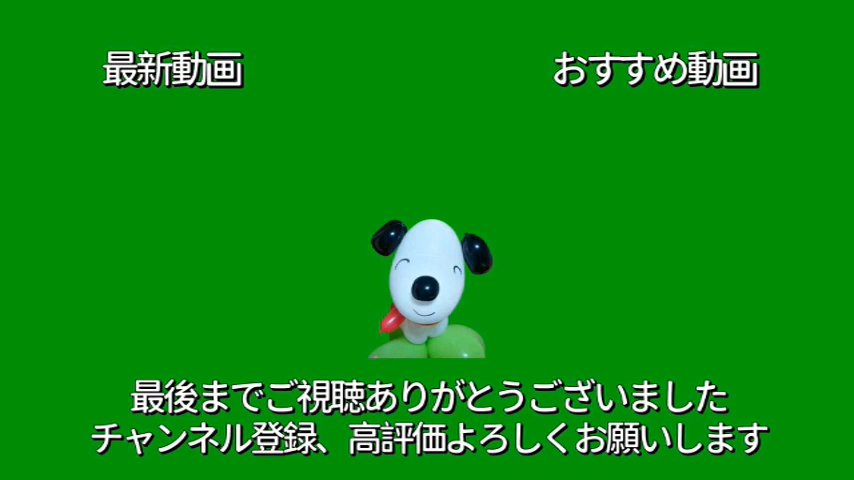 最新動画
おすすめ動画
最後までご視聴ありがとうございました
チャンネル登録、高評価よろしくお願いします